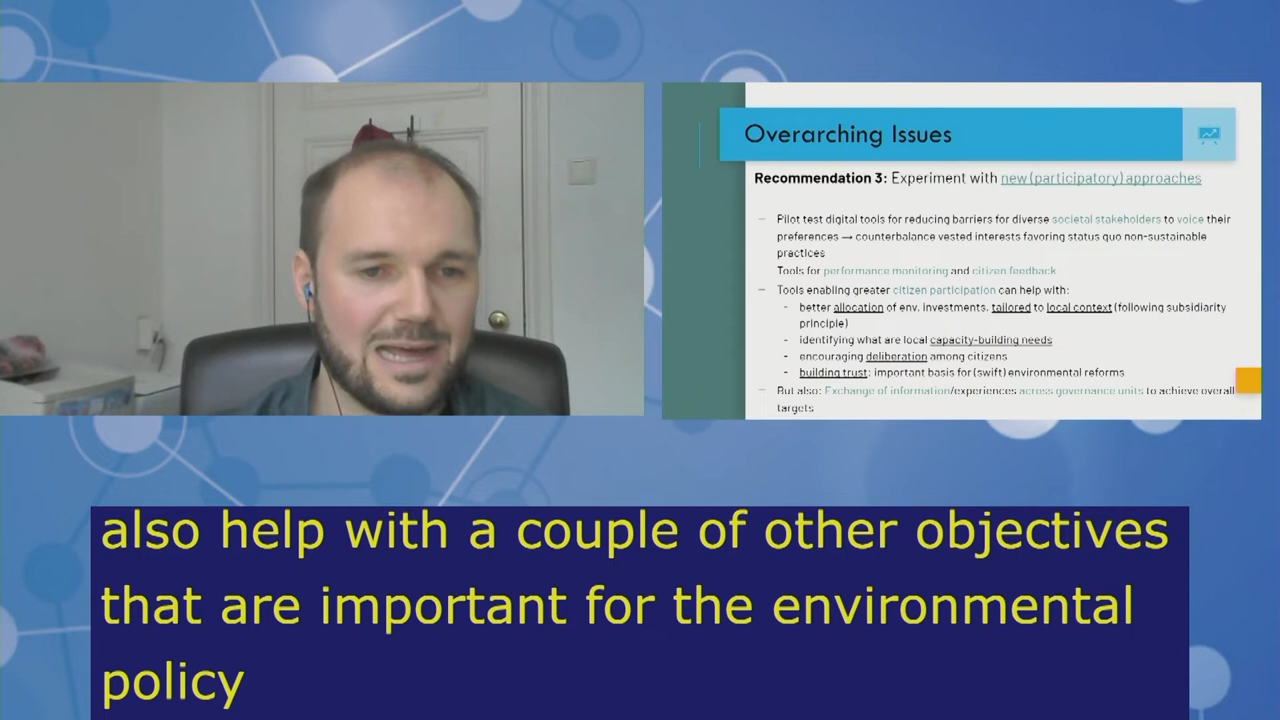 Overarching Issues
Recommendation 3: Experiment with new (participatory) approaches
– Pilot test digital tools for reducing barriers for diverse societal stakeholders to voice their
preferences → counterbalance vested interests favoring status quo non-sustainable
practices
Tools for performance monitoring and citizen feedback
– Tools enabling greater citizen participation can help with:
- better allocation of env. investments, tailored to local context (following subsidiarity
principle)
- identifying what are local capacity-building needs
- encouraging deliberation among citizens
- building trust: important basis for (swift) environmental reforms
– But also: Exchange of information/experiences across governance units to achieve overall
targets
also help with a couple of other objectives
that are important for the environmental
policy